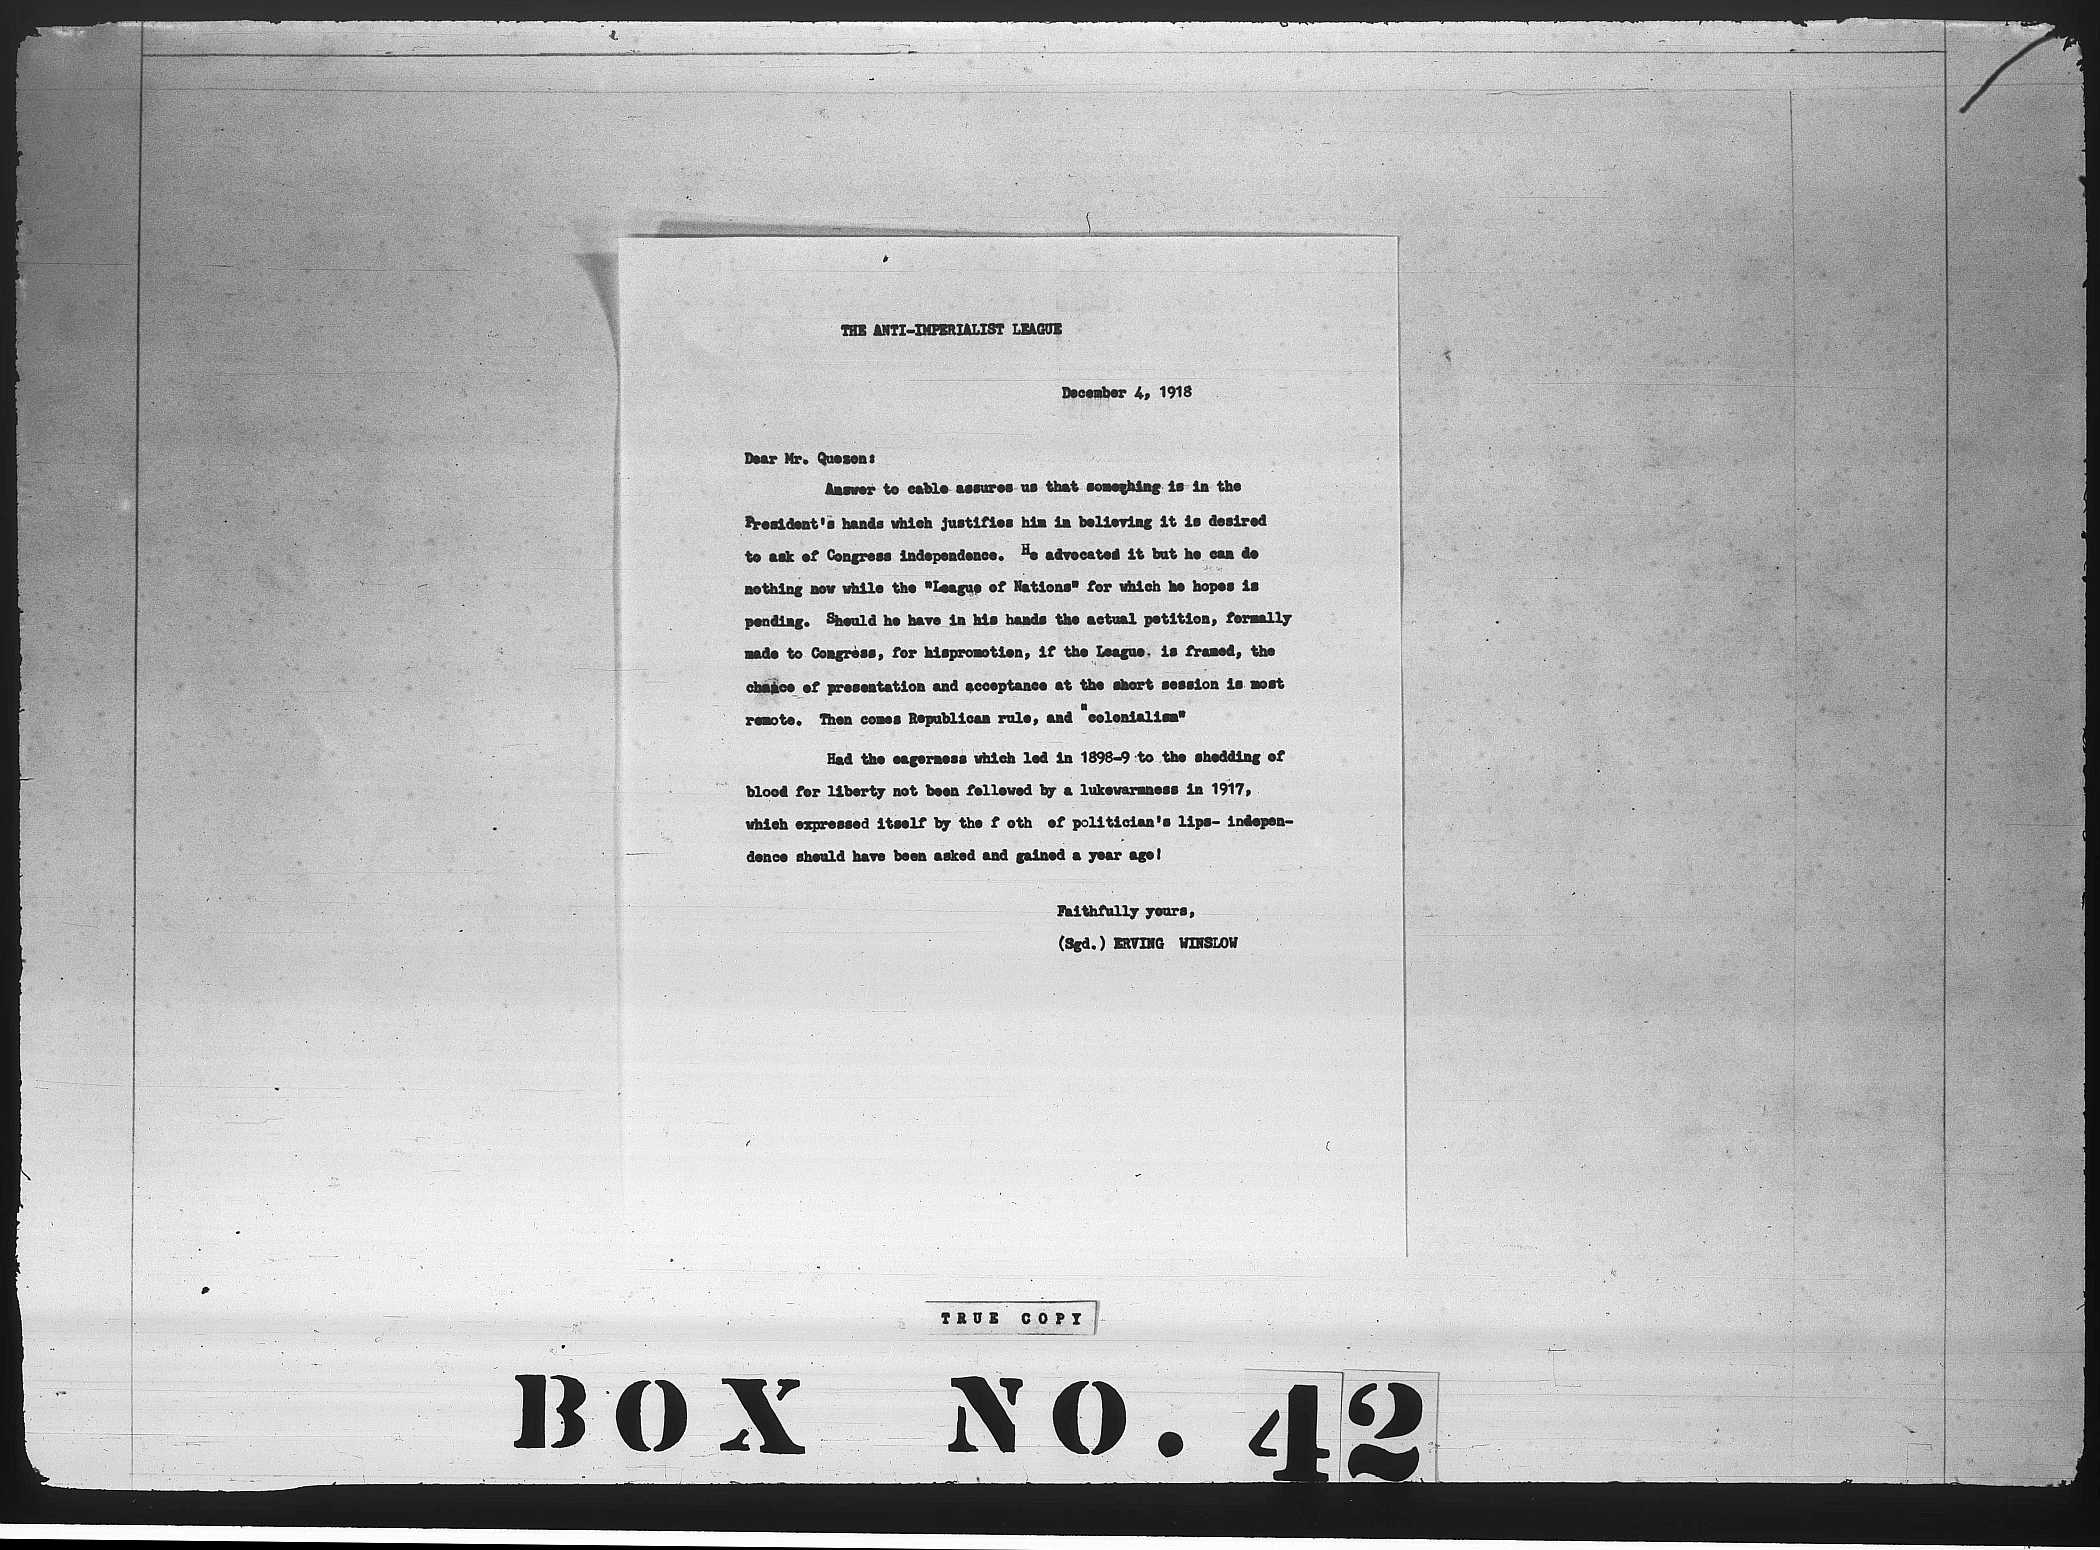 THE ANTI-IMPERIALIST LEAGUE
December 4, 1918
Dear Mr. Quezon:
Answer to cable assures us that someghing is in the
President's hands which justifies him in believing it is desired
to ask of Congress independence. He advocated it but he can do
nothing now while the "League of Nations" for which he hopes is
pending. Should he have in his hands the actual petition, formally
made to Congress, for hispromotion, if the League. is framed, the
chance of presentation and acceptance at the short session is most
remote. Then comes Republican rule, and "colonialism"
Had the eagerness which led in 1898-9 to the shedding of
blood for liberty not been followed by a lukewarmness in 1917,
which expressed itself by the f oth of politician's lips- indepen-
dence should have been asked and gained a year ago!
Faithfully yours,
(Sgd.) ERVING WINSLOW
TRUE COPY
BOX NO. 42